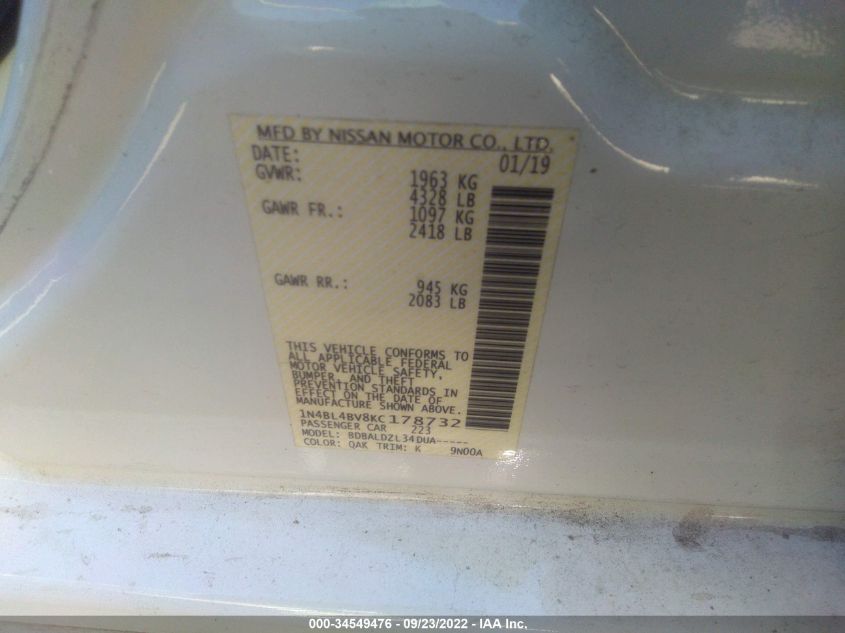 MFD BY NISSAN MOTOR CO., LTD.
DATE: 01/19
GVWR: 1963 KG
4328 LB
GAWR FR.: 1097 KG
2418 LB
GAWR RR.: 945 KG
2083 LB
THIS VEHICLE CONFORMS TO
ALL APPLICABLE FEDERAL
MOTOR VEHICLE SAFETY,
BUMPER, AND THEFT
PREVENTION STANDARDS IN
EFFECT ON THE DATE OF
MANUFACTURE SHOWN ABOVE.
1N4BL4BV8KC178732
PASSENGER CAR 223
MODEL: BDBALDZL34DUA-----
COLOR: QAK TRIM: K 9N00A
000-34549476 - 09/23/2022 - IAA Inc.